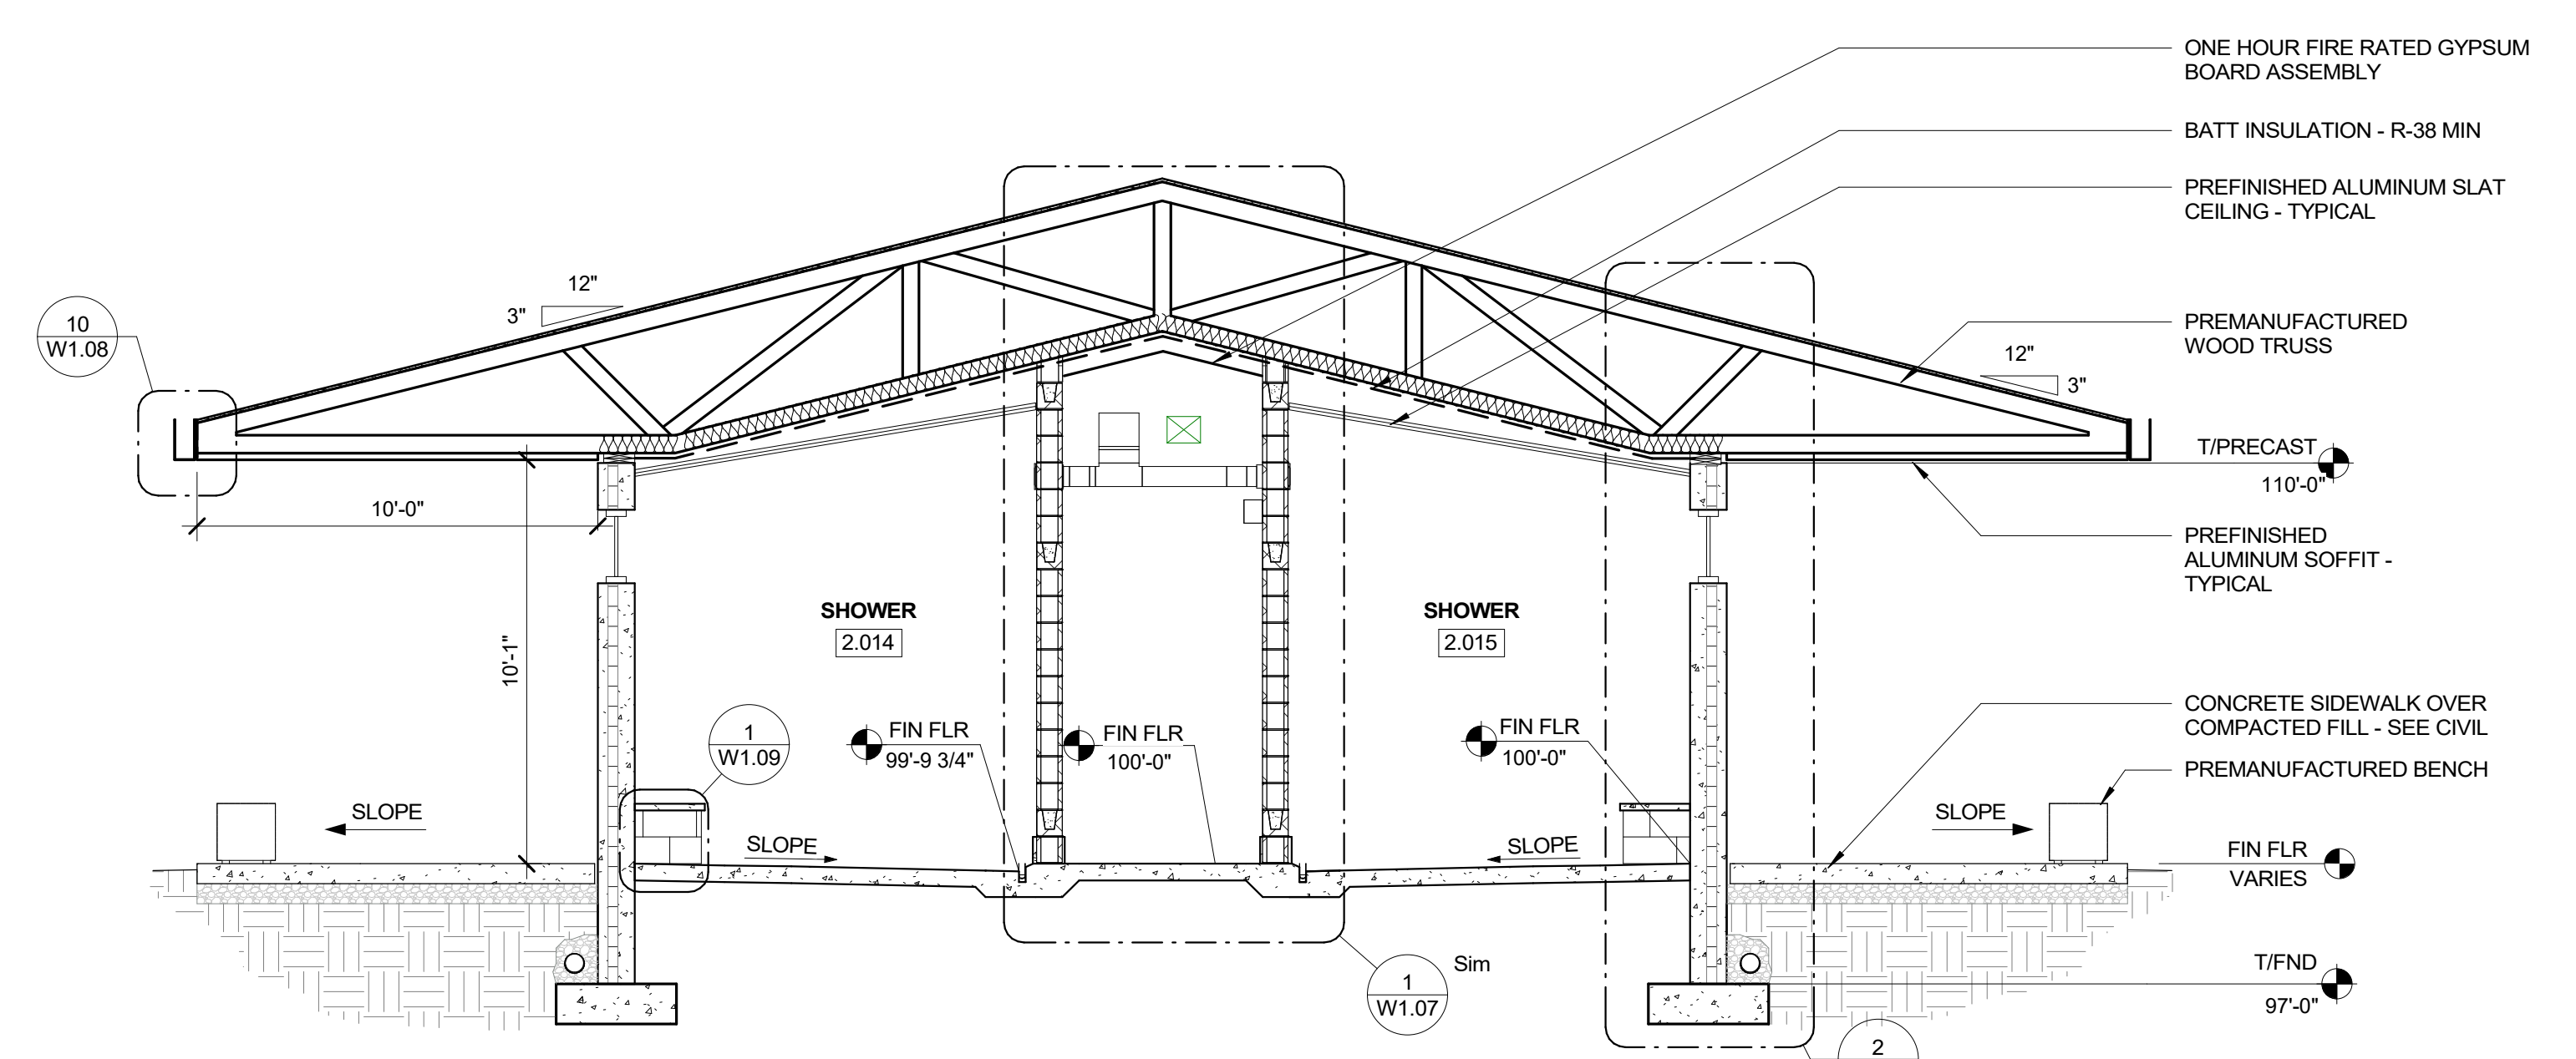 ONE HOUR FIRE RATED GYPSUM
BOARD ASSEMBLY
BATT INSULATION - R-38 MIN
PREFINISHED ALUMINUM SLAT
CEILING - TYPICAL
12"
3"
10
W1.08
PREMANUFACTURED
WOOD TRUSS
12"
3"
T/PRECAST
110'-0"
10'-0"
PREFINISHED
ALUMINUM SOFFIT -
TYPICAL
10'-1"
SHOWER
2.014
SHOWER
2.015
CONCRETE SIDEWALK OVER
COMPACTED FILL - SEE CIVIL
1
W1.09
FIN FLR
99'-9 3/4"
FIN FLR
100'-0"
FIN FLR
100'-0"
PREMANUFACTURED BENCH
SLOPE
SLOPE
SLOPE
SLOPE
FIN FLR
VARIES
Sim
1
W1.07
T/FND
97'-0"
2